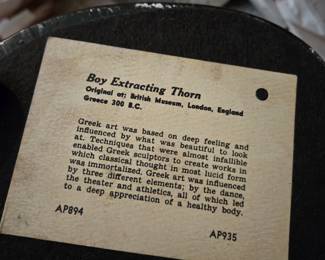 Boy Extracting Thorn
Original at: British Museum, London, England
Greece 300 B.C.
Greek art was based on deep feeling and
influenced by what was beautiful to look
at. Techniques that were almost infallible
enabled Greek sculptors to create works in
which classical thought in most lucid form
was immortalized. Greek art was influenced
by three different elements; by the dance,
the theater and athletics, all of which led
to a deep appreciation of a healthy body.
AP894
AP935